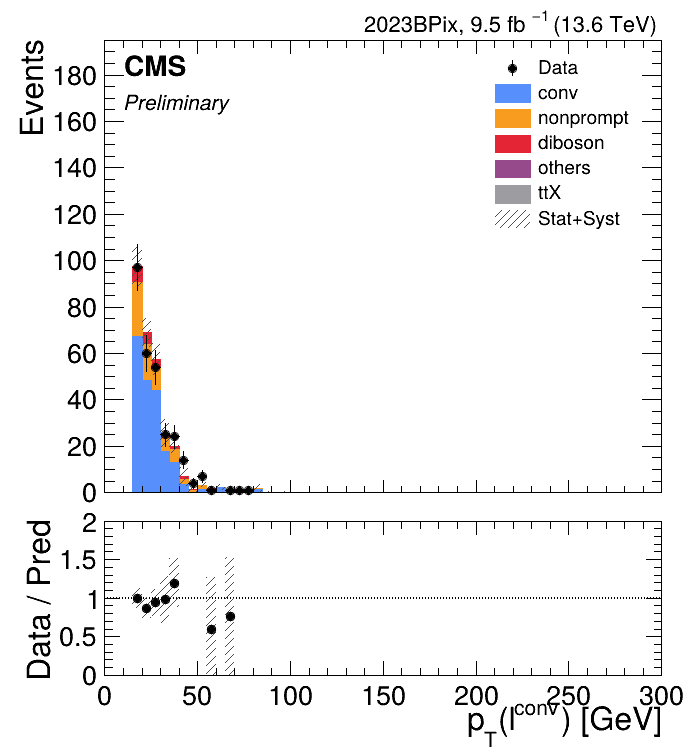 2023BPix, 9.5 fb⁻¹ (13.6 TeV)
Events
CMS
Preliminary
Data
conv
nonprompt
diboson
others
ttX
Stat+Syst
180
160
140
120
100
80
60
40
20
0
Data / Pred
2
1.5
1
0.5
0
0 50 100 150 200 250 300
p_T(l^conv) [GeV]